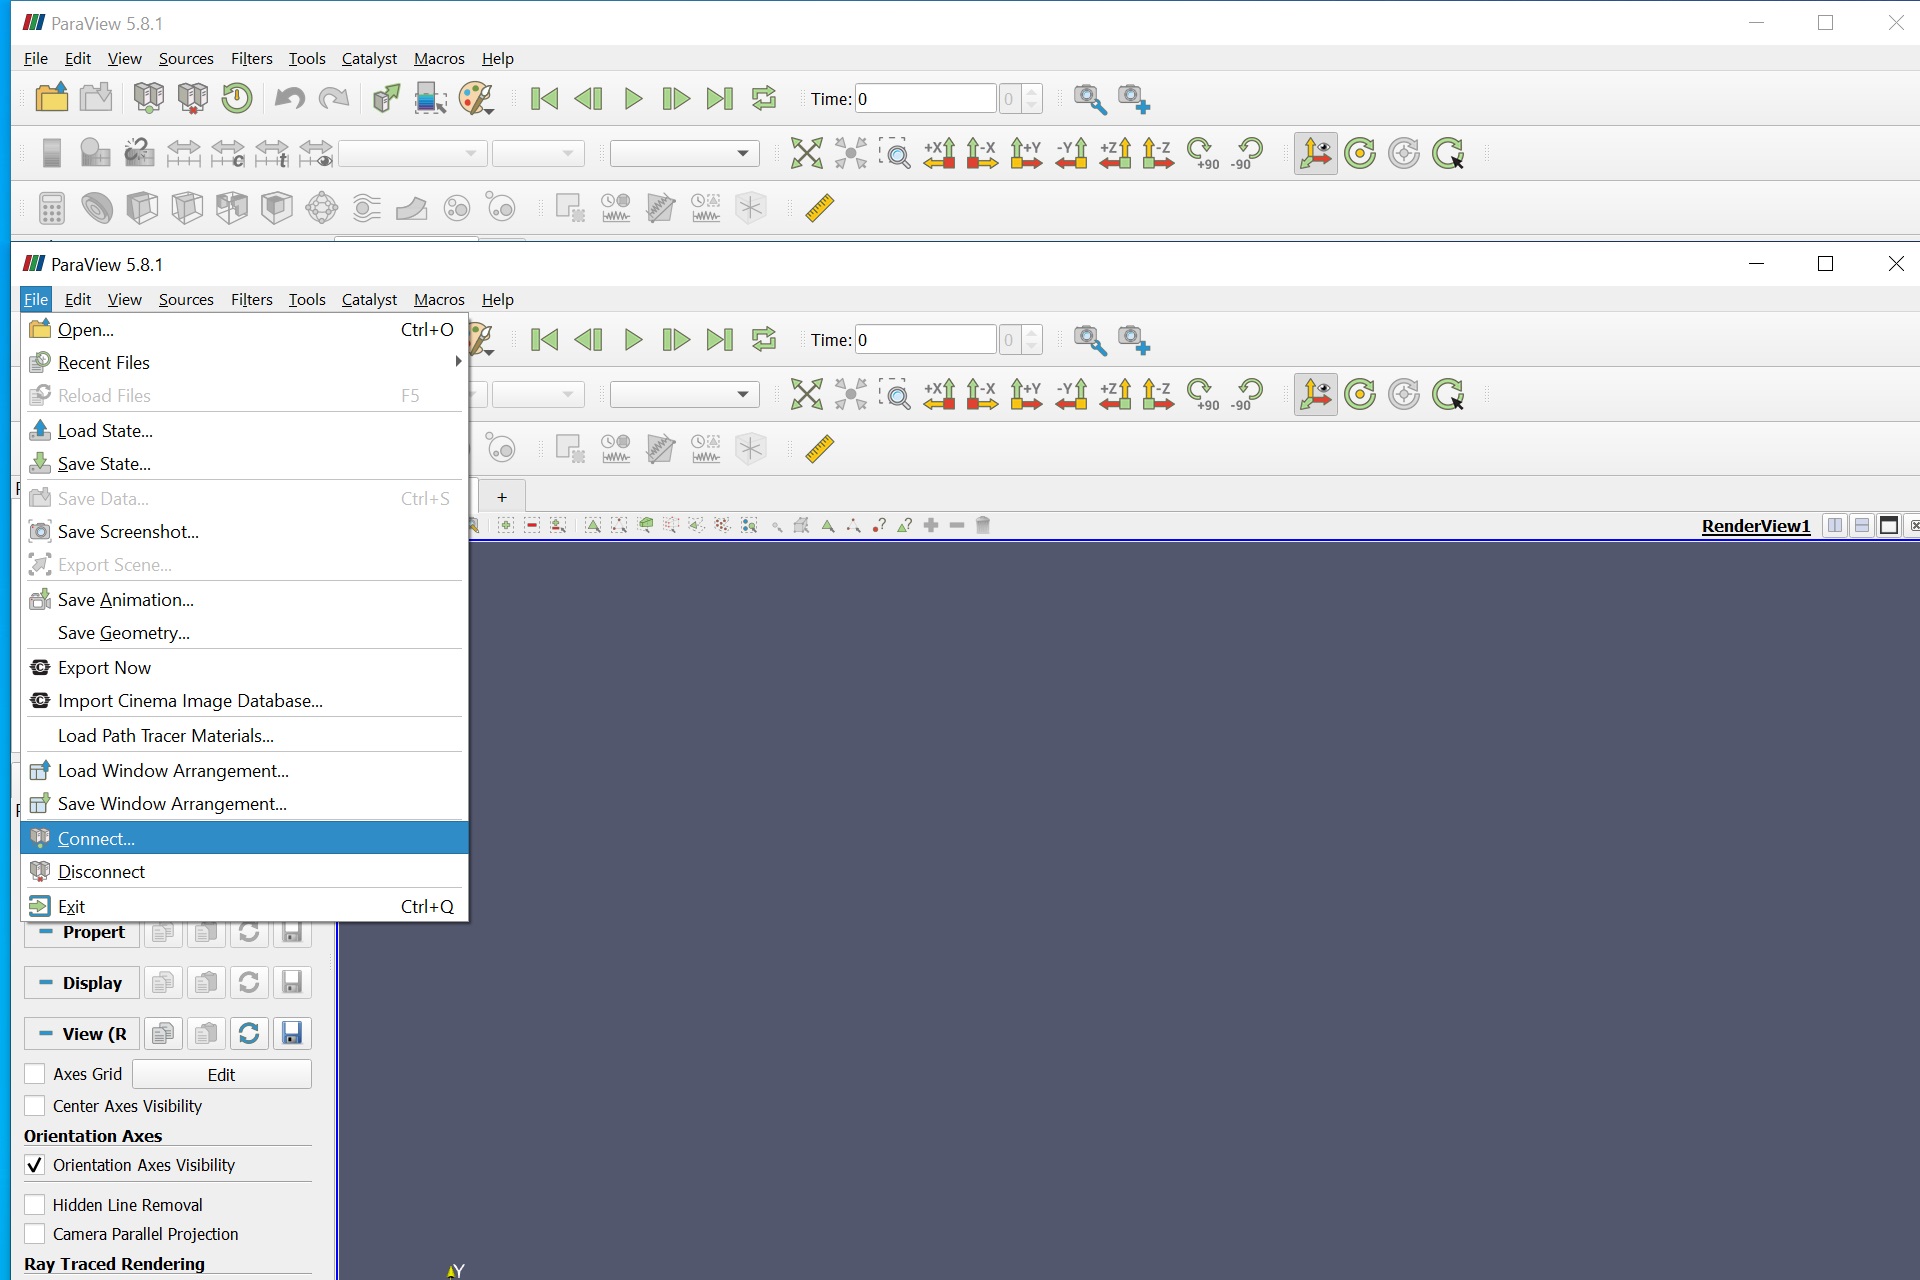 ParaView 5.8.1
File Edit View Sources Filters Tools Catalyst Macros Help
Time: 0 0
+X -X +Y -Y +Z -Z +90 -90
ParaView 5.8.1
File Edit View Sources Filters Tools Catalyst Macros Help
Open... Ctrl+O
Time: 0 0
Recent Files
Reload Files F5
+X -X +Y -Y +Z -Z +90 -90
Load State...
Save State...
Save Data... Ctrl+S
+
Save Screenshot...
RenderView1
Export Scene...
Save Animation...
Save Geometry...
Export Now
Import Cinema Image Database...
Load Path Tracer Materials...
Load Window Arrangement...
Save Window Arrangement...
Connect...
Disconnect
Exit Ctrl+Q
Propert
Display
View (R
Axes Grid Edit
Center Axes Visibility
Orientation Axes
Orientation Axes Visibility
Hidden Line Removal
Camera Parallel Projection
Ray Traced Rendering
Y